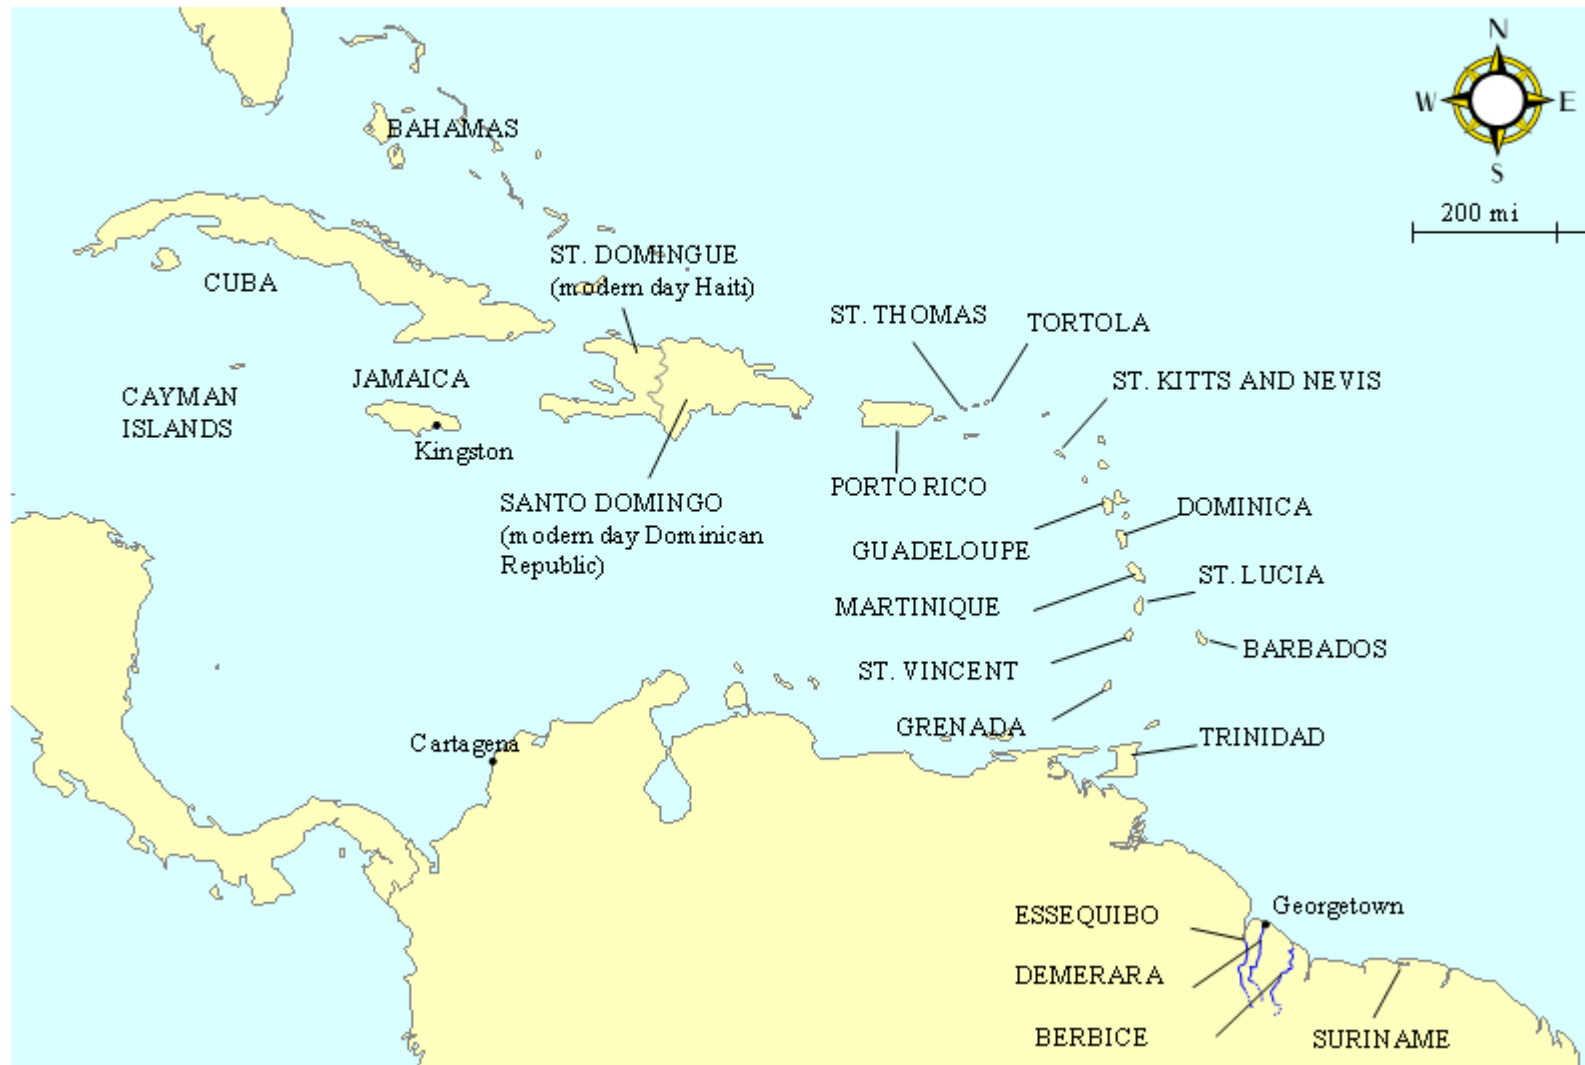 N
W
E
S
200 mi
BAHAMAS
ST. DOMINGUE
(modern day Haiti)
CUBA
ST. THOMAS
TORTOLA
ST. KITTS AND NEVIS
CAYMAN
ISLANDS
JAMAICA
Kingston
SANTO DOMINGO
(modern day Dominican
Republic)
PORTO RICO
DOMINICA
GUADELOUPE
ST. LUCIA
MARTINIQUE
BARBADOS
ST. VINCENT
GRENADA
TRINIDAD
Cartagena
ESSEQUIBO
Georgetown
DEMERARA
BERBICE
SURINAME